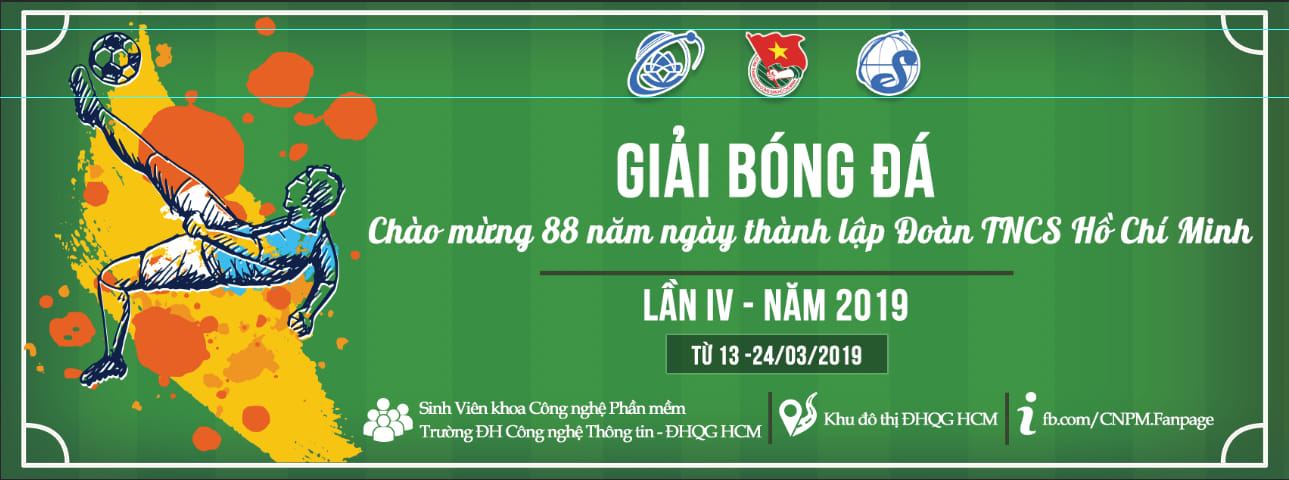 GIẢI BÓNG ĐÁ
Chào mừng 88 năm ngày thành lập Đoàn TNCS Hồ Chí Minh
LẦN IV - NĂM 2019
TỪ 13 -24/03/2019
Sinh Viên khoa Công nghệ Phần mềm
Trường ĐH Công nghệ Thông tin - ĐHQG HCM
Khu đô thị ĐHQG HCM
fb.com/CNPM.Fanpage